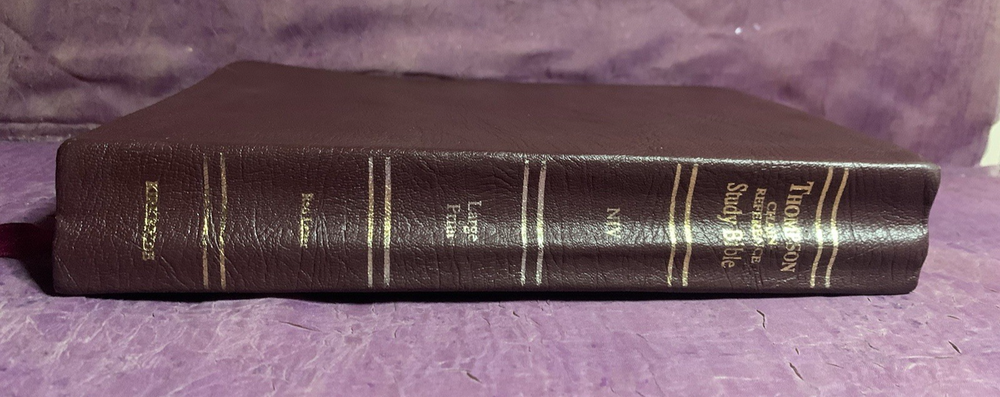 THOMPSON
CHAIN
REFERENCE
Study Bible
NIV
Large
Print
Red Letter
KIRKBRIDE